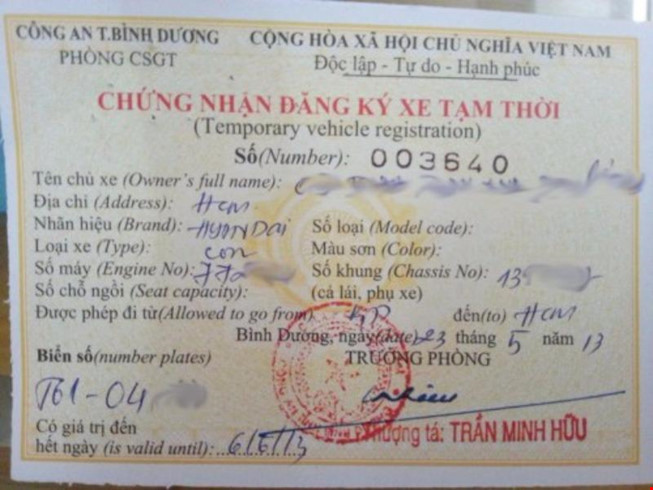 CÔNG AN T.BÌNH DƯƠNG
PHÒNG CSGT
CỘNG HÒA XÃ HỘI CHỦ NGHĨA VIỆT NAM
Độc lập - Tự do - Hạnh phúc
CHỨNG NHẬN ĐĂNG KÝ XE TẠM THỜI
(Temporary vehicle registration)
Số(Number): 003640
Tên chủ xe (Owner's full name):
Địa chỉ (Address): HCM
Nhãn hiệu (Brand): HYUNDAI Số loại (Model code):
Loại xe (Type): con Màu sơn (Color):
Số máy (Engine No): Số khung (Chassis No): 13
Số chỗ ngồi (Seat capacity): (cả lái, phụ xe)
Được phép đi từ(Allowed to go from) BD đến(to) HCM
Bình Dương, ngày(date) 23 tháng 5 năm 13
Biển số(number plates) TRƯỞNG PHÒNG
T61-04
Có giá trị đến
hết ngày (is valid until): 6/6/13
Thượng tá: TRẦN MINH HỮU